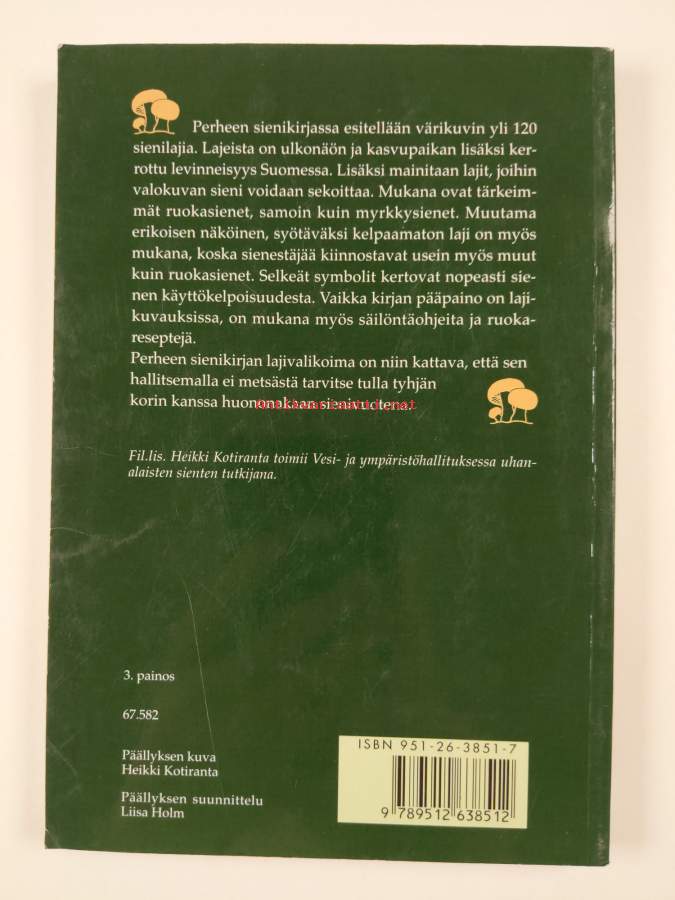 Perheen sienikirjassa esitellään värikuvin yli 120
sienilajia. Lajeista on ulkonäön ja kasvupaikan lisäksi ker-
rottu levinneisyys Suomessa. Lisäksi mainitaan lajit, joihin
valokuvan sieni voidaan sekoittaa. Mukana ovat tärkeim-
mät ruokasienet, samoin kuin myrkkysienet. Muutama
erikoisen näköinen, syötäväksi kelpaamaton laji on myös
mukana, koska sienestäjää kiinnostavat usein myös muut
kuin ruokasienet. Selkeät symbolit kertovat nopeasti sie-
nen käyttökelpoisuudesta. Vaikka kirjan pääpaino on laji-
kuvauksissa, on mukana myös säilöntäohjeita ja ruoka-
reseptejä.
Perheen sienikirjan lajivalikoima on niin kattava, että sen
hallitsemalla ei metsästä tarvitse tulla tyhjän
korin kanssa huononakaan sienivuotena.
Fil.lis. Heikki Kotiranta toimii Vesi- ja ympäristöhallituksessa uhan-
alaisten sienten tutkijana.
3. painos
67.582
Päällyksen kuva
Heikki Kotiranta
Päällyksen suunnittelu
Liisa Holm
ISBN 951-26-3851-7
9 789512 638512